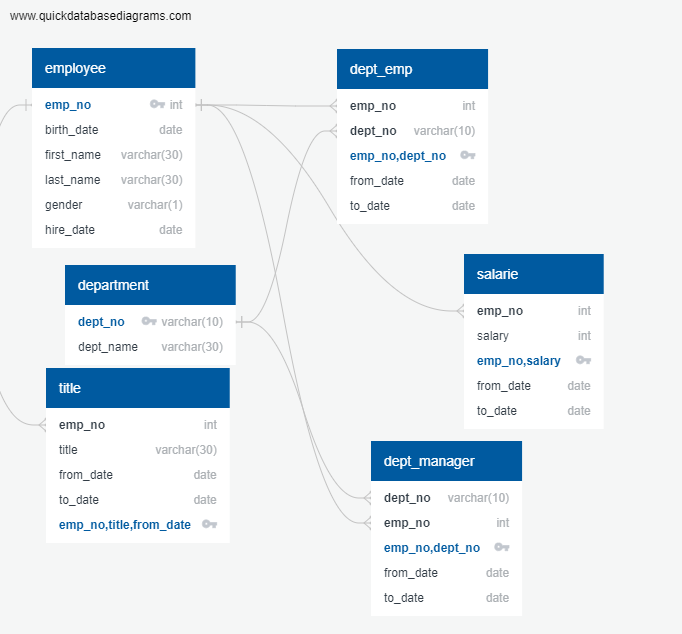 www.quickdatabasediagrams.com
employee
emp_no int
birth_date date
first_name varchar(30)
last_name varchar(30)
gender varchar(1)
hire_date date
dept_emp
emp_no int
dept_no varchar(10)
emp_no,dept_no
from_date date
to_date date
department
dept_no varchar(10)
dept_name varchar(30)
salarie
emp_no int
salary int
emp_no,salary
from_date date
to_date date
title
emp_no int
title varchar(30)
from_date date
to_date date
emp_no,title,from_date
dept_manager
dept_no varchar(10)
emp_no int
emp_no,dept_no
from_date date
to_date date